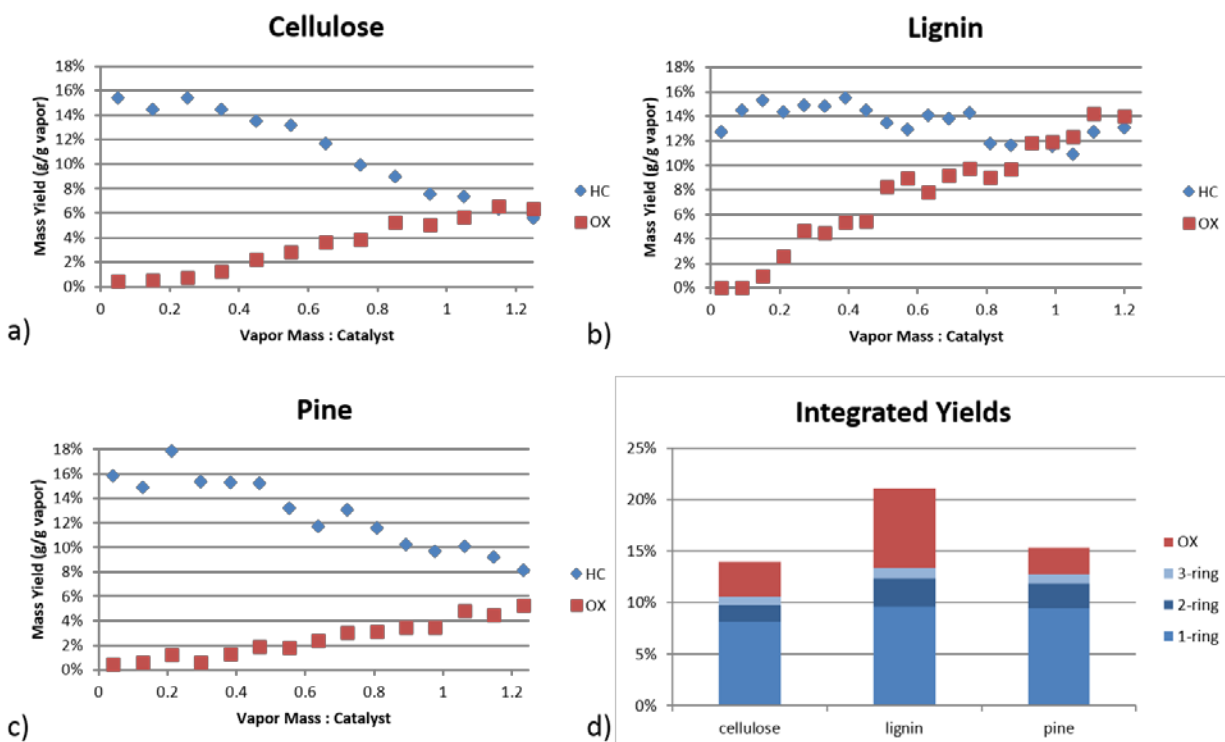 Cellulose
18%
16%
14%
12%
10%
8%
6%
4%
2%
0%
Mass Yield (g/g vapor)
0 0.2 0.4 0.6 0.8 1 1.2
Vapor Mass : Catalyst
HC
OX
a)
Lignin
18%
16%
14%
12%
10%
8%
6%
4%
2%
0%
Mass Yield (g/g vapor)
0 0.2 0.4 0.6 0.8 1 1.2
Vapor Mass : Catalyst
HC
OX
b)
Pine
18%
16%
14%
12%
10%
8%
6%
4%
2%
0%
Mass Yield (g/g vapor)
0 0.2 0.4 0.6 0.8 1 1.2
Vapor Mass : Catalyst
HC
OX
c)
Integrated Yields
25%
20%
15%
10%
5%
0%
cellulose lignin pine
OX
3-ring
2-ring
1-ring
d)